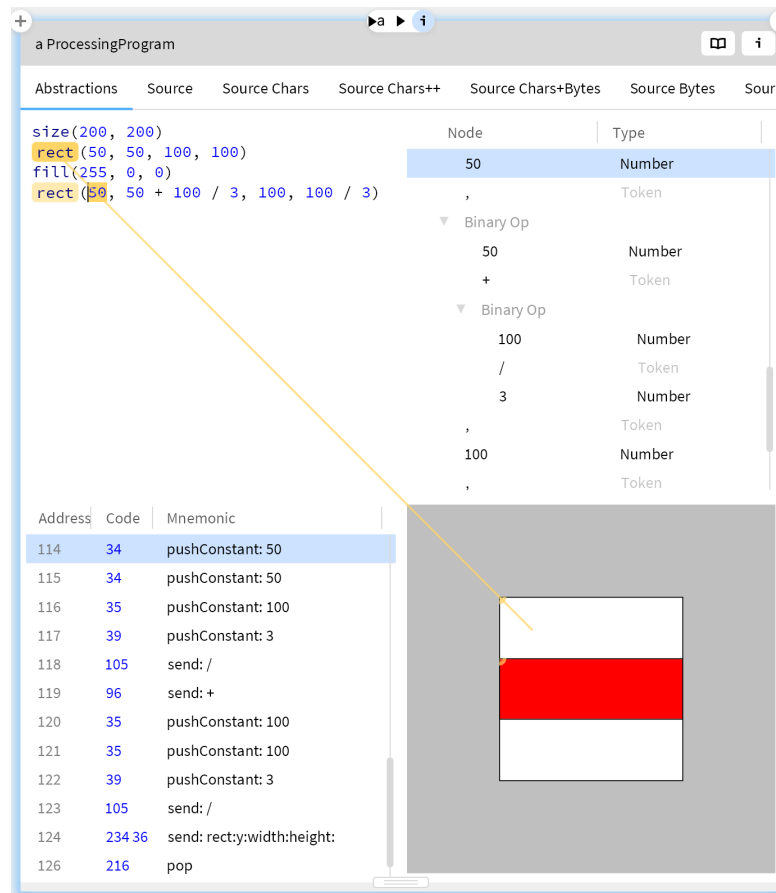 a i
a ProcessingProgram i
Abstractions Source Source Chars Source Chars++ Source Chars+Bytes Source Bytes Sour
size(200, 200)
rect(50, 50, 100, 100)
fill(255, 0, 0)
rect(50, 50 + 100 / 3, 100, 100 / 3)
Node Type
50 Number
, Token
Binary Op
50 Number
+ Token
Binary Op
100 Number
/ Token
3 Number
, Token
100 Number
, Token
Address Code Mnemonic
114 34 pushConstant: 50
115 34 pushConstant: 50
116 35 pushConstant: 100
117 39 pushConstant: 3
118 105 send: /
119 96 send: +
120 35 pushConstant: 100
121 35 pushConstant: 100
122 39 pushConstant: 3
123 105 send: /
124 234 36 send: rect:y:width:height:
126 216 pop